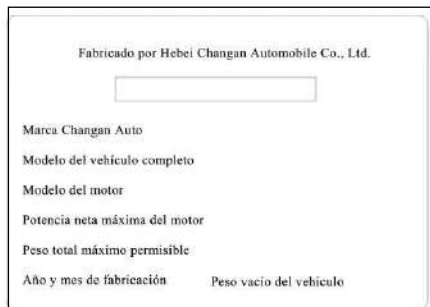 Fabricado por Hebei Changan Automobile Co., Ltd.
Marca Changan Auto
Modelo del vehículo completo
Modelo del motor
Potencia neta máxima del motor
Peso total máximo permisible
Año y mes de fabricación Peso vacío del vehículo